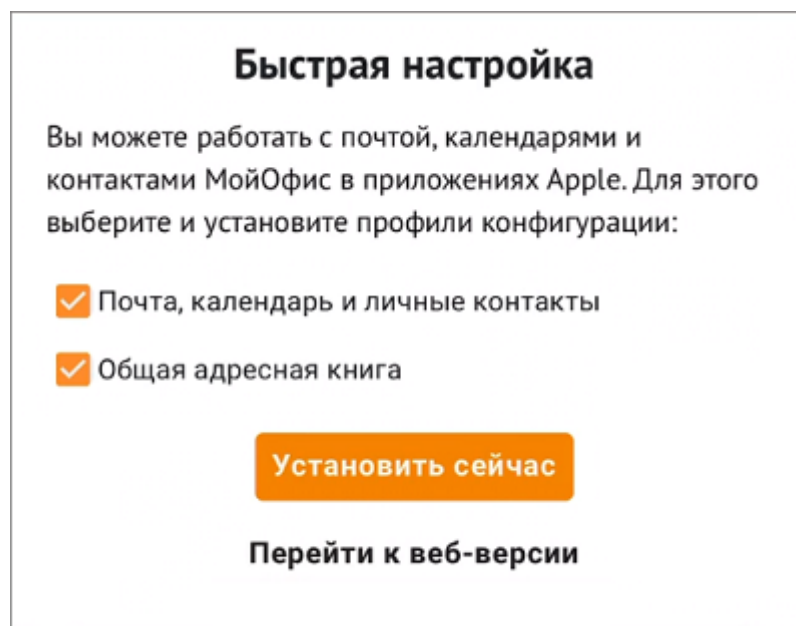 Быстрая настройка
Вы можете работать с почтой, календарями и
контактами МойОфис в приложениях Apple. Для этого
выберите и установите профили конфигурации:
Почта, календарь и личные контакты
Общая адресная книга
Установить сейчас
Перейти к веб-версии